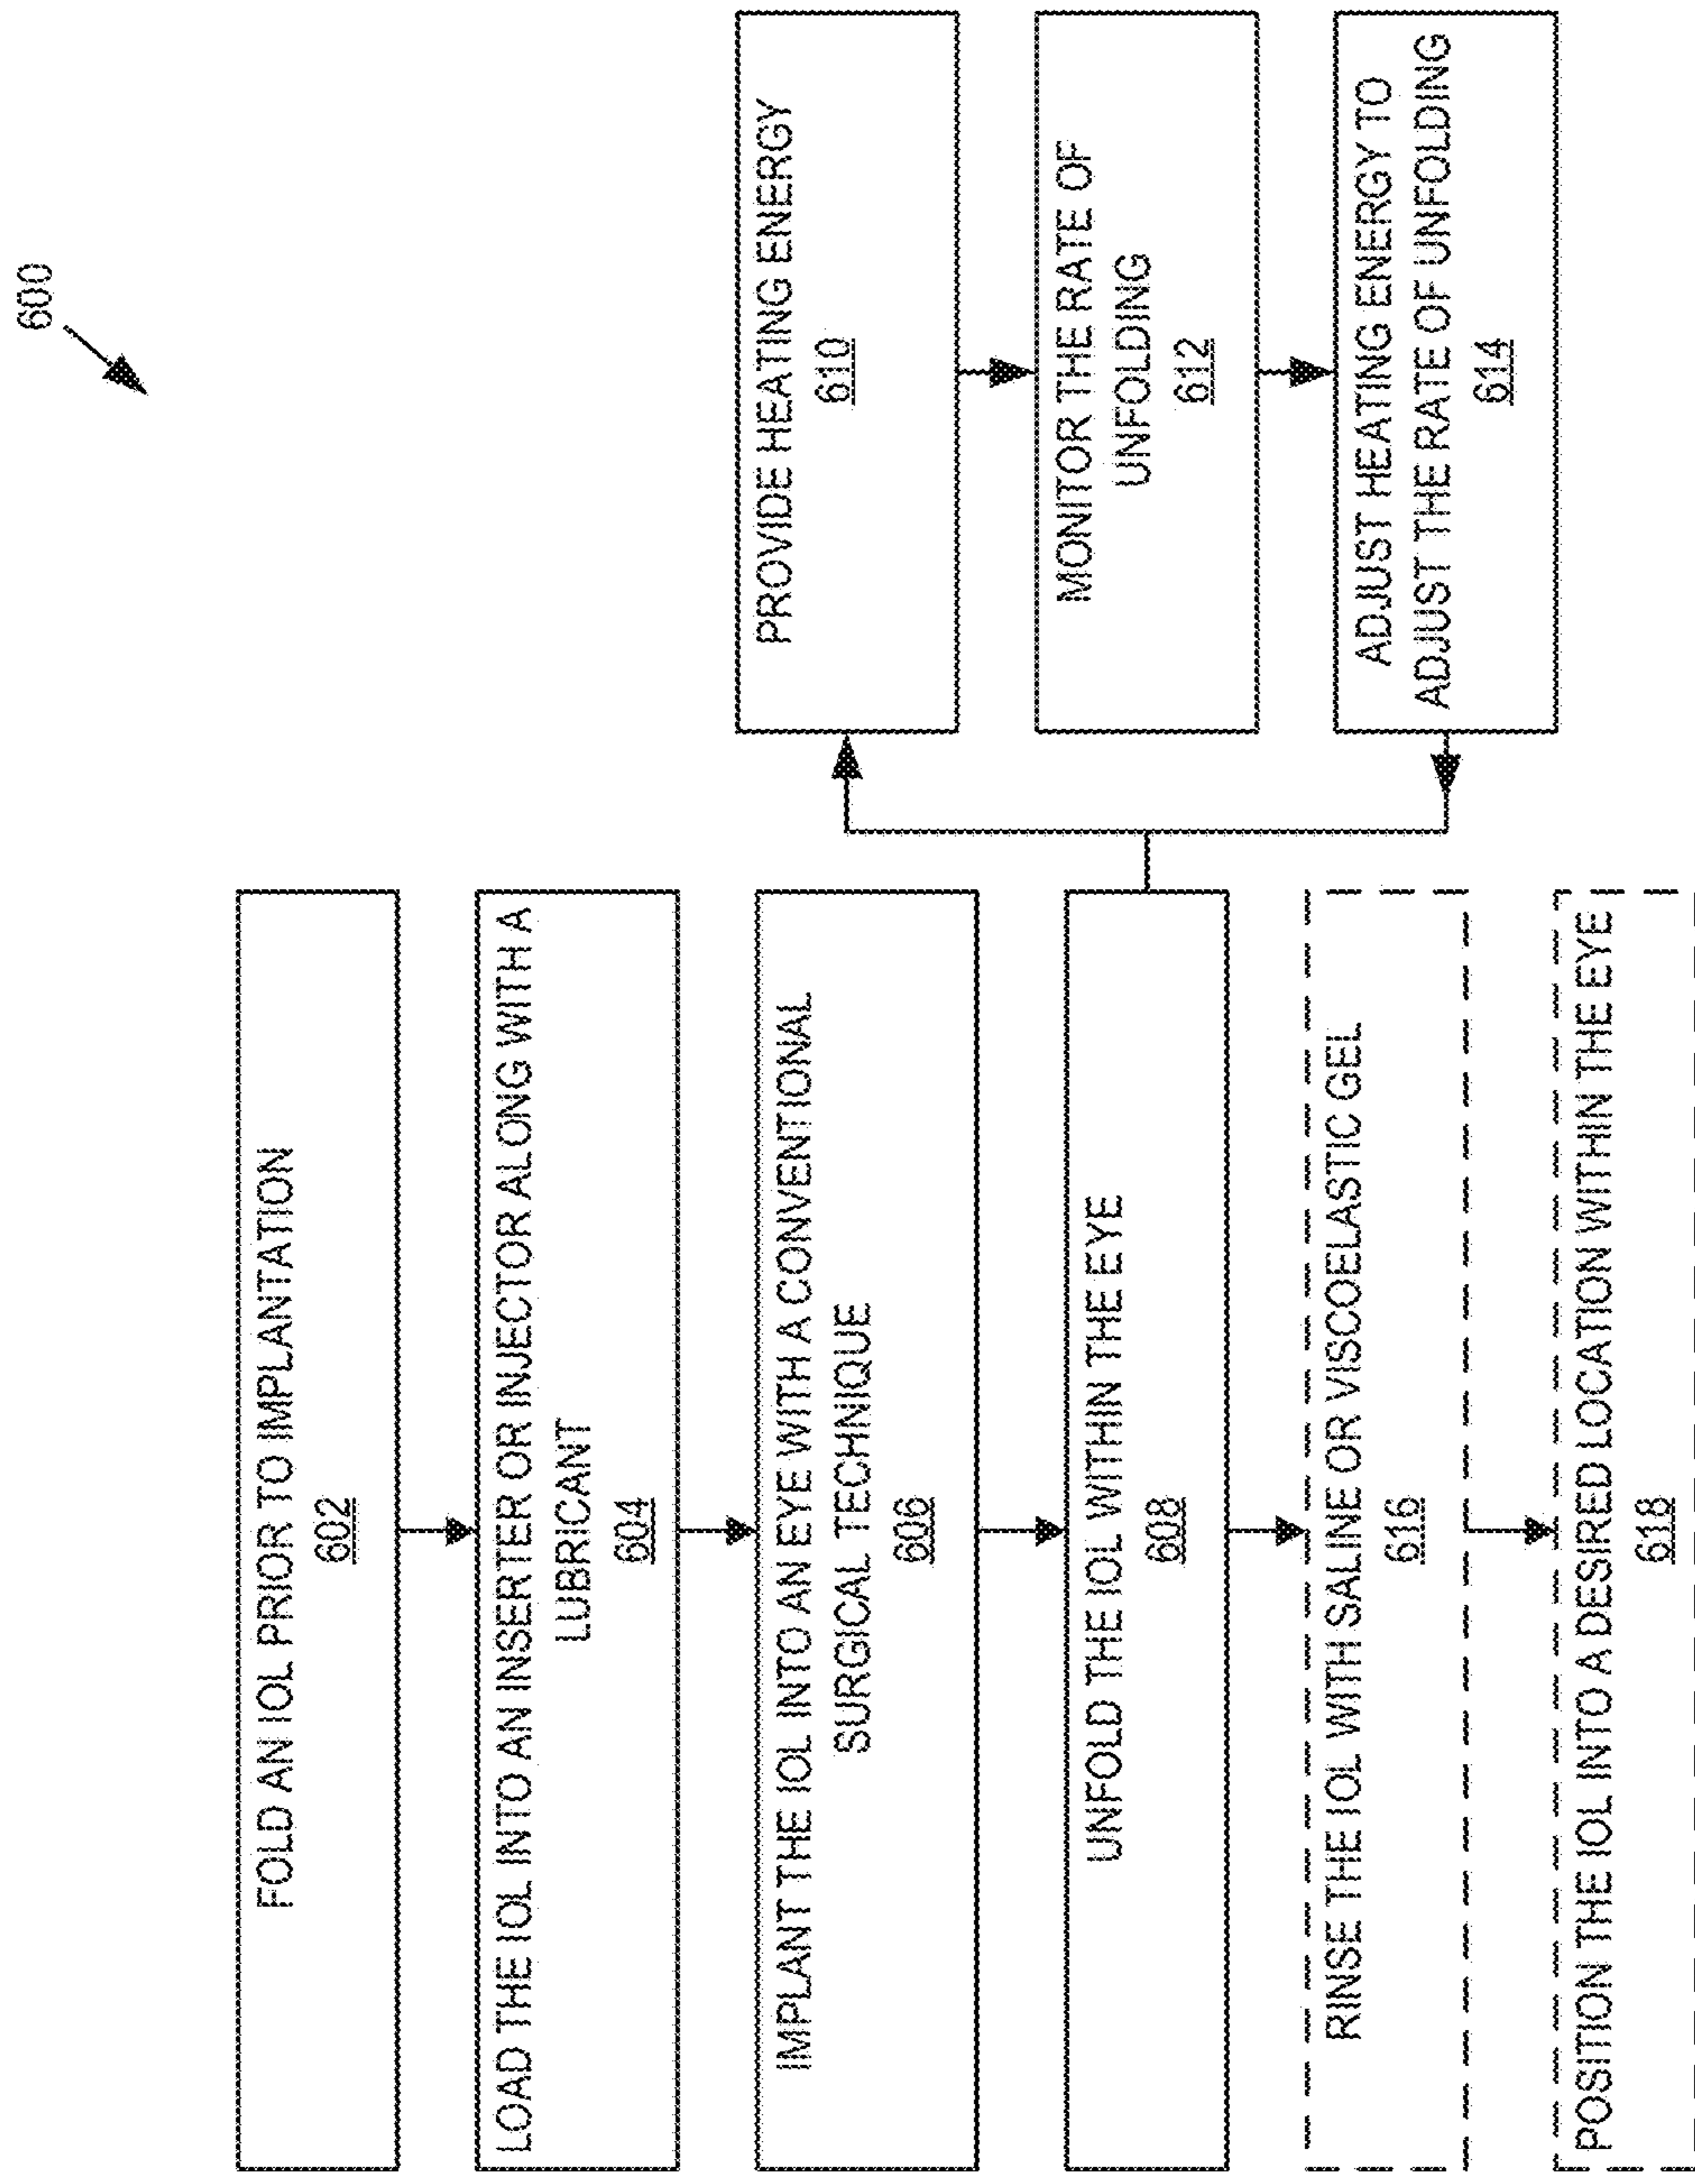 600
FOLD AN IOL PRIOR TO IMPLANTATION
602
LOAD THE IOL INTO AN INSERTER OR INJECTOR ALONG WITH A
LUBRICANT
604
IMPLANT THE IOL INTO AN EYE WITH A CONVENTIONAL
SURGICAL TECHNIQUE
606
UNFOLD THE IOL WITHIN THE EYE
608
PROVIDE HEATING ENERGY
610
MONITOR THE RATE OF
UNFOLDING
612
ADJUST HEATING ENERGY TO
ADJUST THE RATE OF UNFOLDING
614
RINSE THE IOL WITH SALINE OR VISCOELASTIC GEL
616
POSITION THE IOL INTO A DESIRED LOCATION WITHIN THE EYE
618